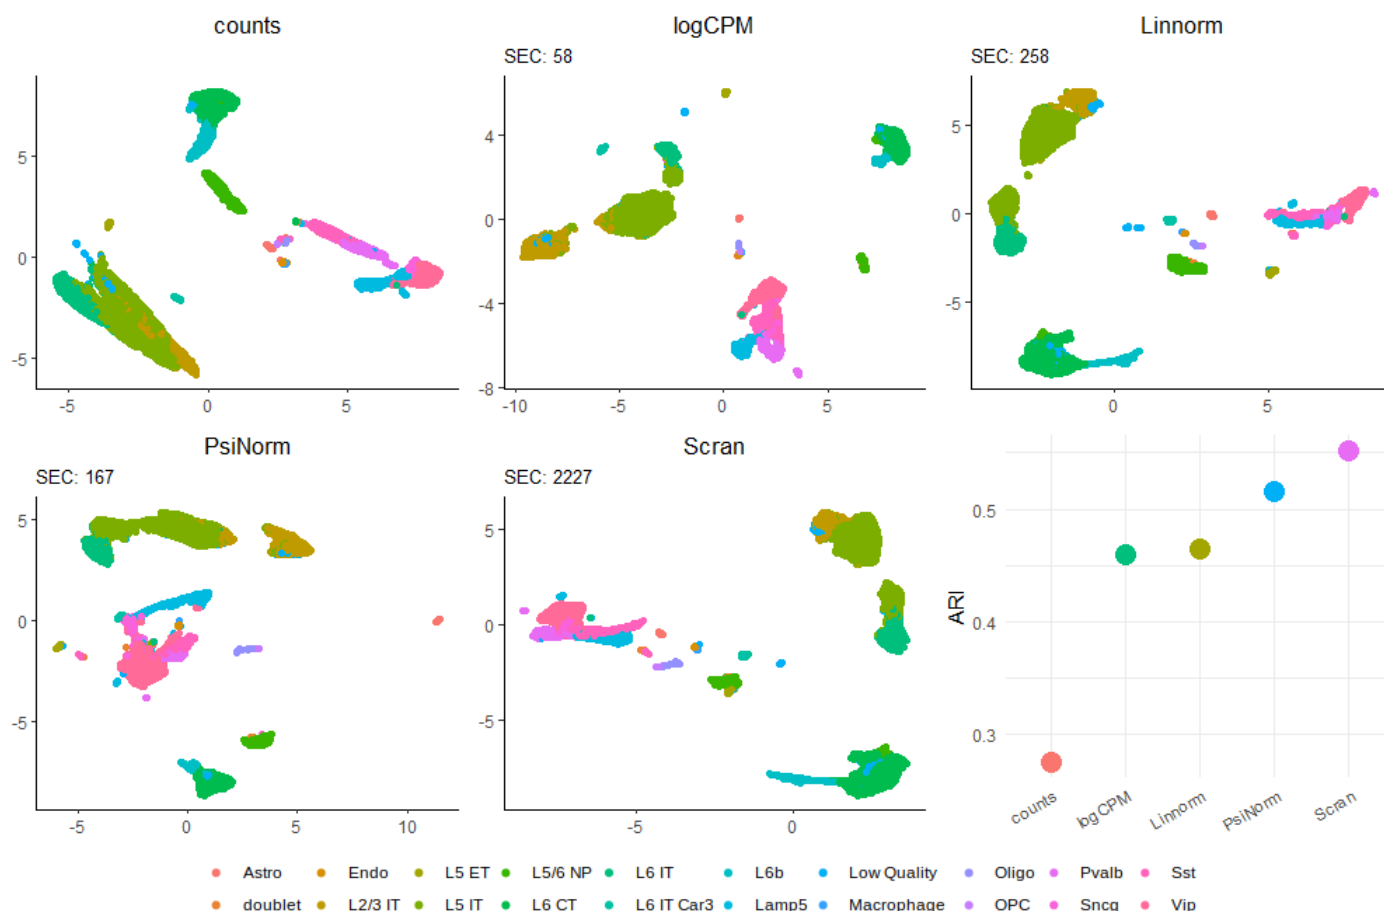 counts
logCPM
Linnorm
SEC: 58
SEC: 258
5
0
-5
-5
0
5
4
0
-4
-8
-10
-5
0
5
5
0
-5
0
5
PsiNorm
Scran
SEC: 167
SEC: 2227
5
0
-5
-5
0
5
10
5
0
-5
-5
0
ARI
0.5
0.4
0.3
counts
logCPM
Linnorm
PsiNorm
Scran
Astro Endo L5 ET L5/6 NP L6 IT L6b Low Quality Oligo Pvalb Sst
doublet L2/3 IT L5 IT L6 CT L6 IT Car3 Lamp5 Macrophage OPC Sncg Vip